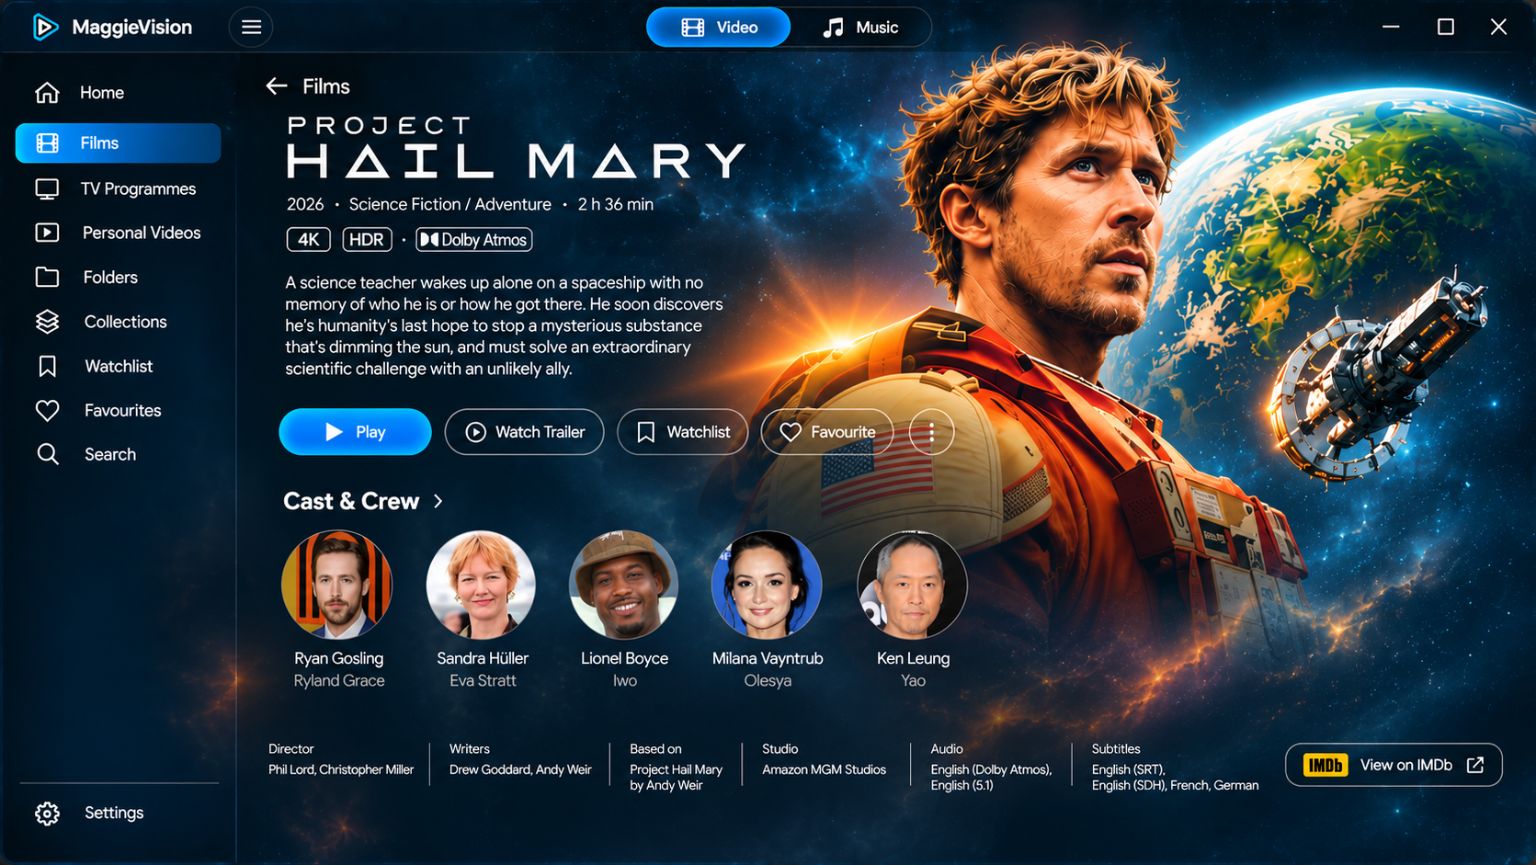 MaggieVision
Video
Music
Home
Films
TV Programmes
Personal Videos
Folders
Collections
Watchlist
Favourites
Search
Settings
Films
PROJECT
HAIL MARY
2026 • Science Fiction / Adventure • 2 h 36 min
4K HDR · Dolby Atmos
A science teacher wakes up alone on a spaceship with no
memory of who he is or how he got there. He soon discovers
he's humanity's last hope to stop a mysterious substance
that's dimming the sun, and must solve an extraordinary
scientific challenge with an unlikely ally.
Play
Watch Trailer
Watchlist
Favourite
Cast & Crew
Ryan Gosling
Ryland Grace
Sandra Hüller
Eva Stratt
Lionel Boyce
Iwo
Milana Vayntrub
Olesya
Ken Leung
Yao
Director
Phil Lord, Christopher Miller
Writers
Drew Goddard, Andy Weir
Based on
Project Hail Mary
by Andy Weir
Studio
Amazon MGM Studios
Audio
English (Dolby Atmos),
English (5.1)
Subtitles
English (SRT),
English (SDH), French, German
IMDb View on IMDb